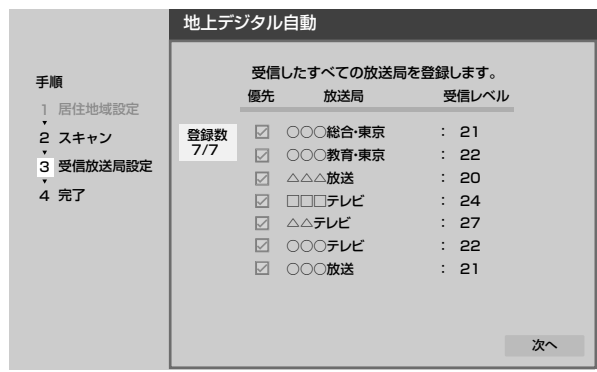 地上デジタル自動
手順
1 居住地域設定
2 スキャン
3 受信放送局設定
4 完了
受信したすべての放送局を登録します。
優先 放送局 受信レベル
登録数
7/7
○○○総合・東京 : 21
○○○教育・東京 : 22
△△△放送 : 20
□□□テレビ : 24
△△テレビ : 27
○○○テレビ : 22
○○○放送 : 21
次へ